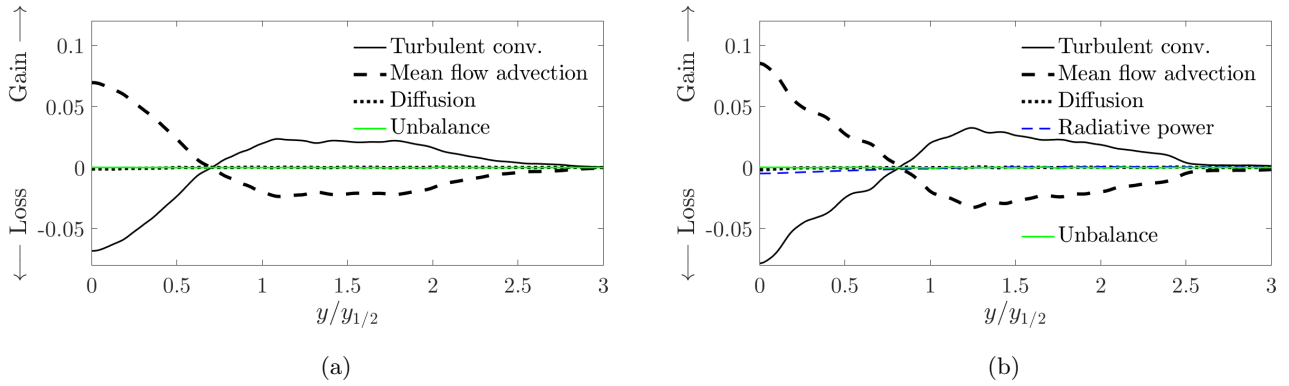 Gain ⟶
⟵ Loss
0.1
0.05
0
-0.05
Turbulent conv.
Mean flow advection
Diffusion
Unbalance
0 0.5 1 1.5 2 2.5 3
y/y1/2
(a)
Gain ⟶
⟵ Loss
0.1
0.05
0
-0.05
Turbulent conv.
Mean flow advection
Diffusion
Radiative power
Unbalance
0 0.5 1 1.5 2 2.5 3
y/y1/2
(b)